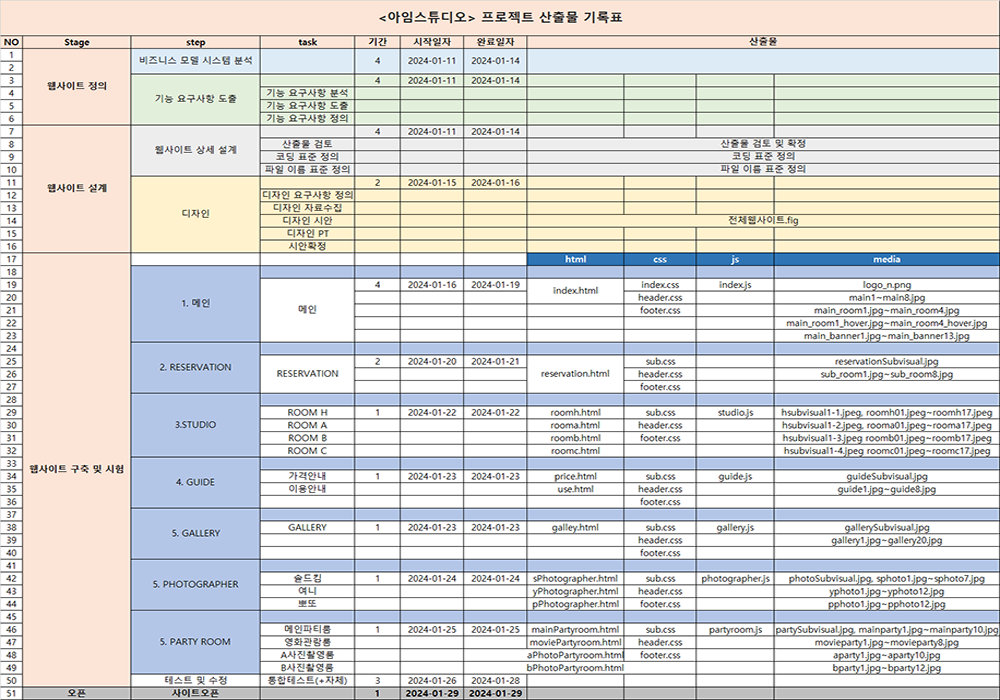 <아임스튜디오> 프로젝트 산출물 기록표
NO Stage step task 기간 시작일자 완료일자 산출물
1 웹사이트 정의 비즈니스 모델 시스템 분석 4 2024-01-11 2024-01-14
2
3 기능 요구사항 도출 4 2024-01-11 2024-01-14
4 기능 요구사항 분석
5 기능 요구사항 도출
6 기능 요구사항 정의
7 웹사이트 설계 웹사이트 상세 설계 4 2024-01-11 2024-01-14
8 산출물 검토 산출물 검토 및 확정
9 코딩 표준 정의 코딩 표준 정의
10 파일 이름 표준 정의 파일 이름 표준 정의
11 디자인 2 2024-01-15 2024-01-16
12 디자인 요구사항 정의
13 디자인 자료수집
14 디자인 시안 전체웹사이트.fig
15 디자인 PT
16 시안확정
17 웹사이트 구축 및 시험 html css js media
18 1. 메인
19 메인 4 2024-01-16 2024-01-19 index.html index.css index.js logo_n.png
20 header.css main1~main8.jpg
21 footer.css main_room1.jpg~main_room4.jpg
22 main_room1_hover.jpg~main_room4_hover.jpg
23 main_banner1.jpg~main_banner13.jpg
24 2. RESERVATION
25 RESERVATION 2 2024-01-20 2024-01-21 reservation.html sub.css reservationSubvisual.jpg
26 header.css sub_room1.jpg~sub_room8.jpg
27 footer.css
28 3.STUDIO
29 ROOM H 1 2024-01-22 2024-01-22 roomh.html sub.css studio.js hsubvisual1-1.jpeg, roomh01.jpeg~roomh17.jpeg
30 ROOM A rooma.html header.css hsubvisual1-2.jpeg, rooma01.jpeg~rooma17.jpeg
31 ROOM B roomb.html footer.css hsubvisual1-3.jpeg roomb01.jpeg~roomb17.jpeg
32 ROOM C roomc.html hsubvisual1-4.jpeg roomc01.jpeg~roomc17.jpeg
33 4. GUIDE
34 가격안내 1 2024-01-23 2024-01-23 price.html sub.css guide.js guideSubvisual.jpg
35 이용안내 use.html header.css guide1.jpg~guide8.jpg
36 footer.css
37 5. GALLERY
38 GALLERY 1 2024-01-23 2024-01-23 galley.html sub.css gallery.js gallerySubvisual.jpg
39 header.css gallery1.jpg~gallery20.jpg
40 footer.css
41 5. PHOTOGRAPHER
42 솔드킴 1 2024-01-24 2024-01-24 sPhotographer.html sub.css photographer.js photoSubvisual.jpg, sphoto1.jpg~sphoto7.jpg
43 여니 yPhotographer.html header.css yphoto1.jpg~yphoto12.jpg
44 뽀또 pPhotographer.html footer.css pphoto1.jpg~pphoto12.jpg
45 5. PARTY ROOM
46 메인파티룸 1 2024-01-25 2024-01-25 mainPartyroom.html sub.css partyroom.js partySubvisual.jpg, mainparty1.jpg~mainparty10.jpg
47 영화관람룸 moviePartyroom.html header.css movieparty1.jpg~movieparty8.jpg
48 A사진촬영룸 aPhotoPartyroom.html footer.css aparty1.jpg~aparty10.jpg
49 B사진촬영룸 bPhotoPartyroom.html bparty1.jpg~bparty12.jpg
50 테스트 및 수정 통합테스트(+자체) 3 2024-01-26 2024-01-28
51 오픈 사이트오픈 1 2024-01-29 2024-01-29